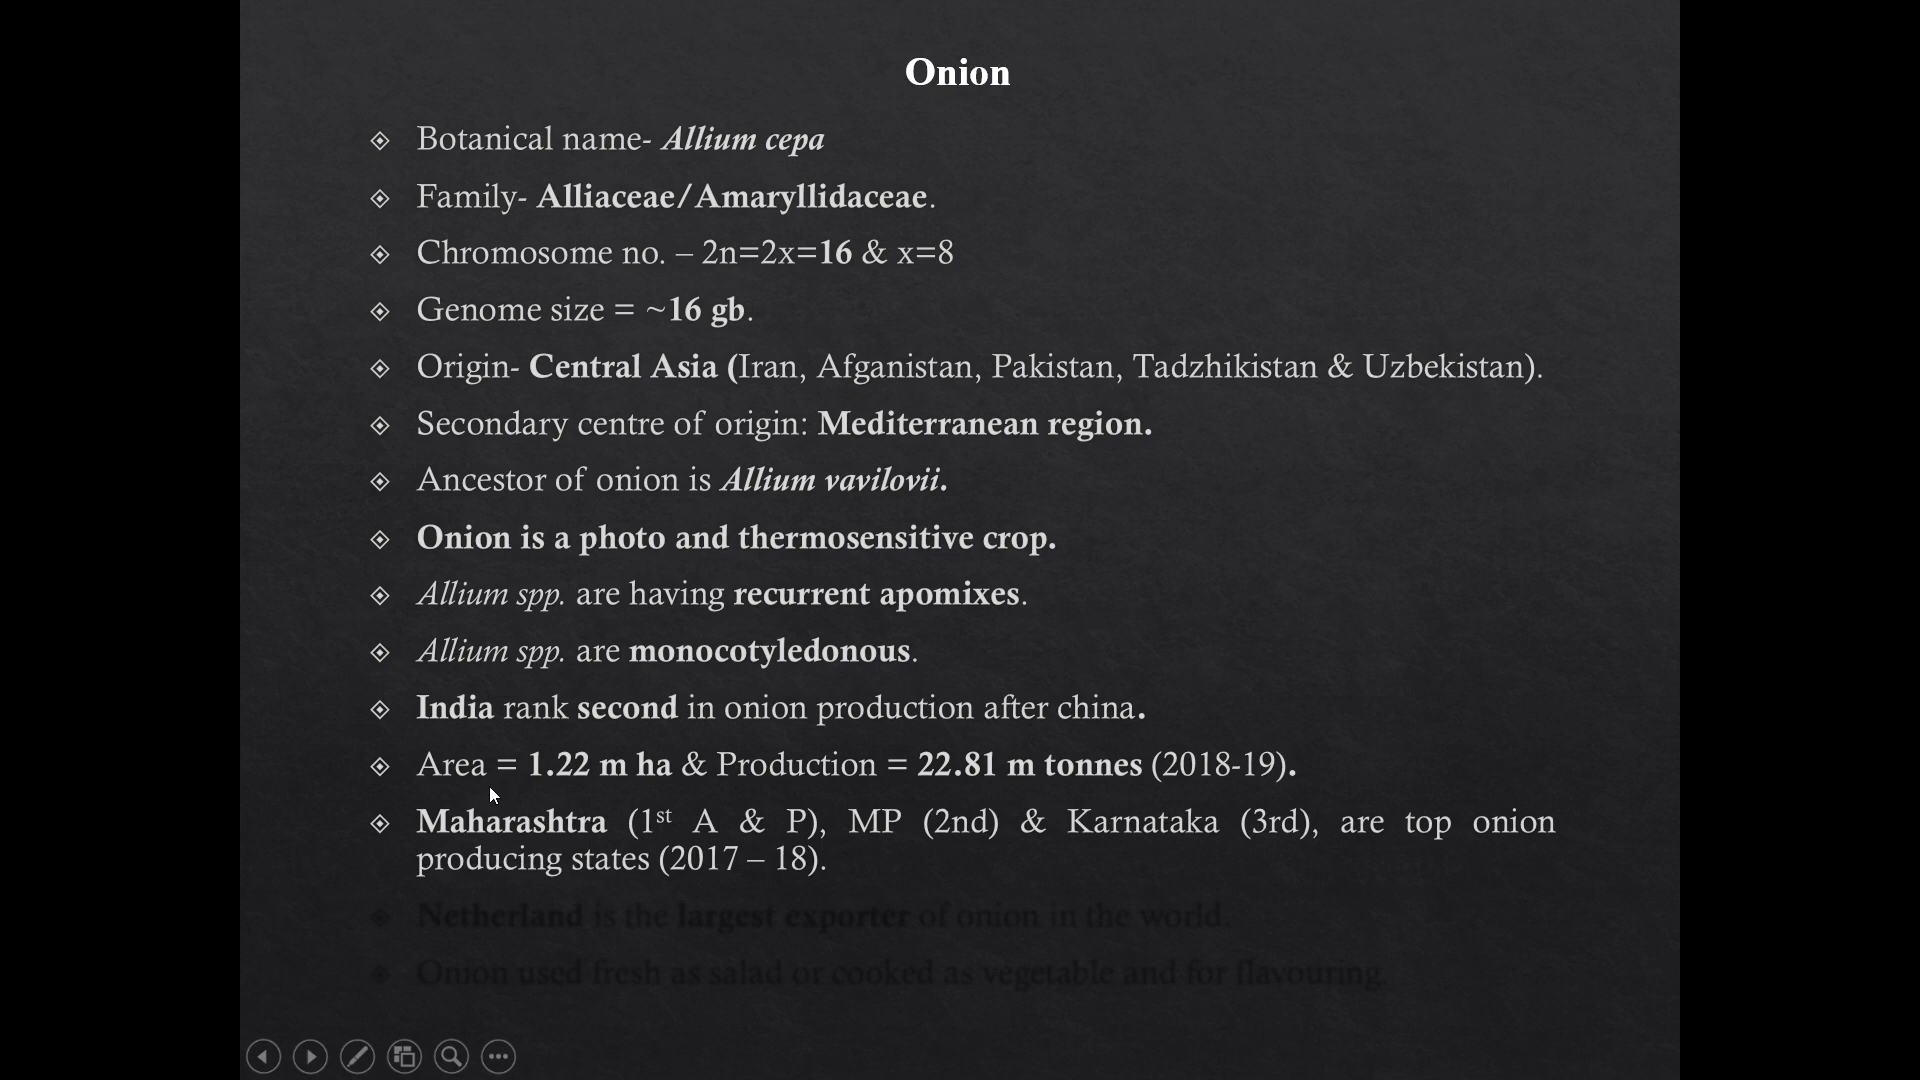 Onion
Botanical name- Allium cepa
Family- Alliaceae/Amaryllidaceae.
Chromosome no. – 2n=2x=16 & x=8
Genome size = ~16 gb.
Origin- Central Asia (Iran, Afganistan, Pakistan, Tadzhikistan & Uzbekistan).
Secondary centre of origin: Mediterranean region.
Ancestor of onion is Allium vavilovii.
Onion is a photo and thermosensitive crop.
Allium spp. are having recurrent apomixes.
Allium spp. are monocotyledonous.
India rank second in onion production after china.
Area = 1.22 m ha & Production = 22.81 m tonnes (2018-19).
Maharashtra (1st A & P), MP (2nd) & Karnataka (3rd), are top onion
producing states (2017 – 18).
Netherland is the largest exporter of onion in the world.
Onion used fresh as salad or cooked as vegetable and for flavouring.